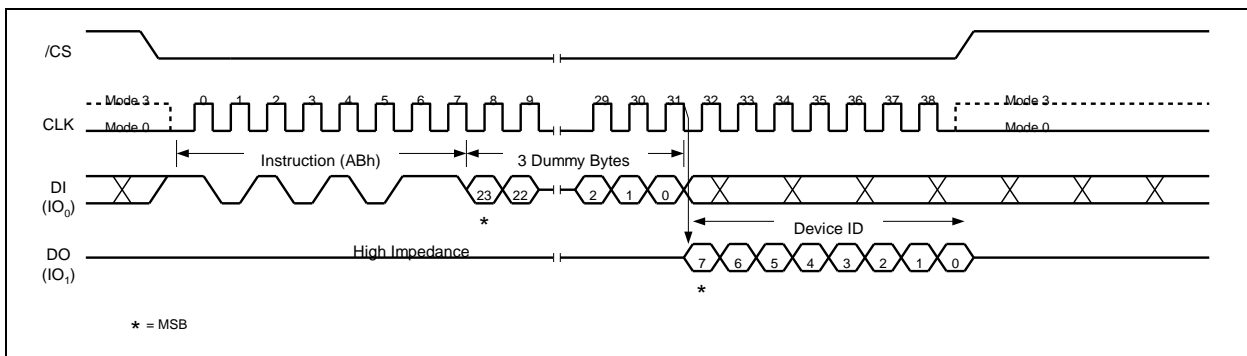 /CS
Mode 3 0 1 2 3 4 5 6 7 8 9 29 30 31 32 33 34 35 36 37 38 Mode 3
CLK
Mode 0 Mode 0
Instruction (ABh) 3 Dummy Bytes
DI
(IO0)
23 22 2 1 0
*
Device ID
High Impedance
DO
(IO1)
7 6 5 4 3 2 1 0
*
* = MSB